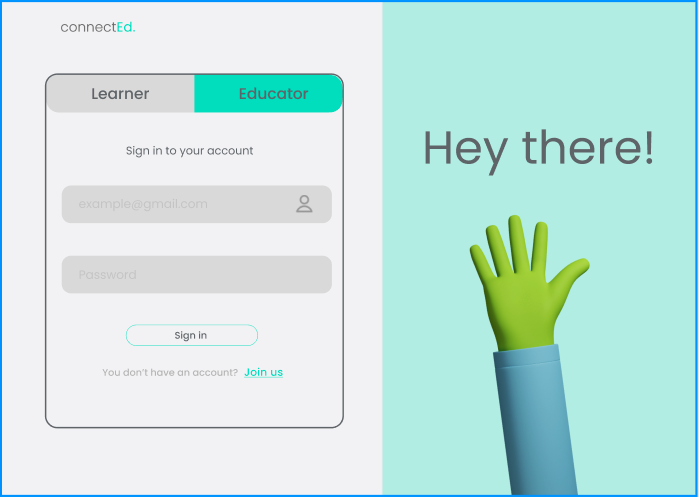 connectEd.
Learner
Educator
Sign in to your account
example@gmail.com
Password
Sign in
You don’t have an account? Join us
Hey there!